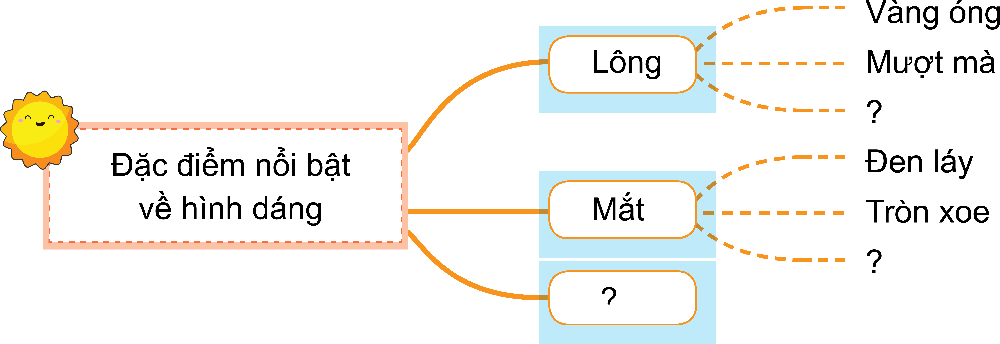 Vàng óng
Lông
Mượt mà
?
Đặc điểm nổi bật
về hình dáng
Đen láy
Mắt
Tròn xoe
?
?